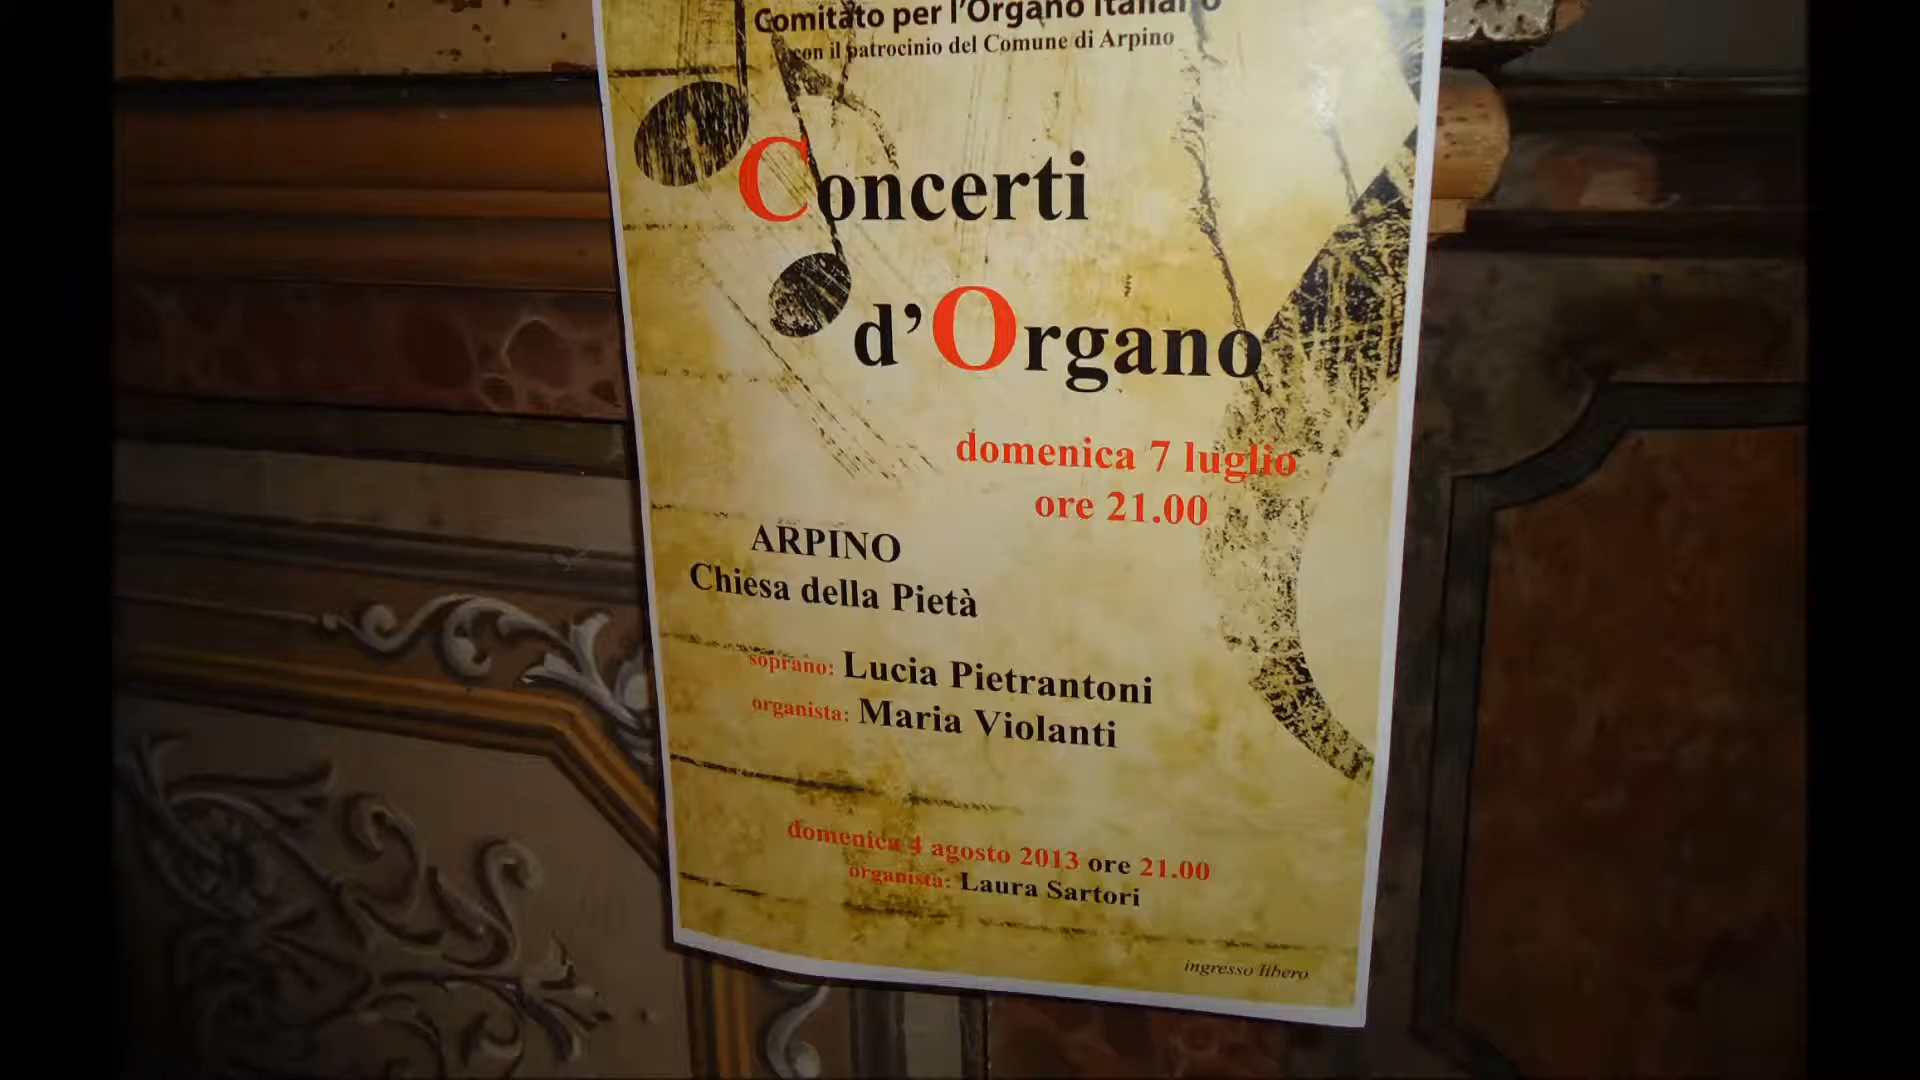 Comitato per l'Organo Italiano
con il patrocinio del Comune di Arpino
Concerti
d'Organo
domenica 7 luglio
ore 21.00
ARPINO
Chiesa della Pietà
soprano: Lucia Pietrantoni
organista: Maria Violanti
domenica 4 agosto 2013 ore 21.00
organista: Laura Sartori
ingresso libero